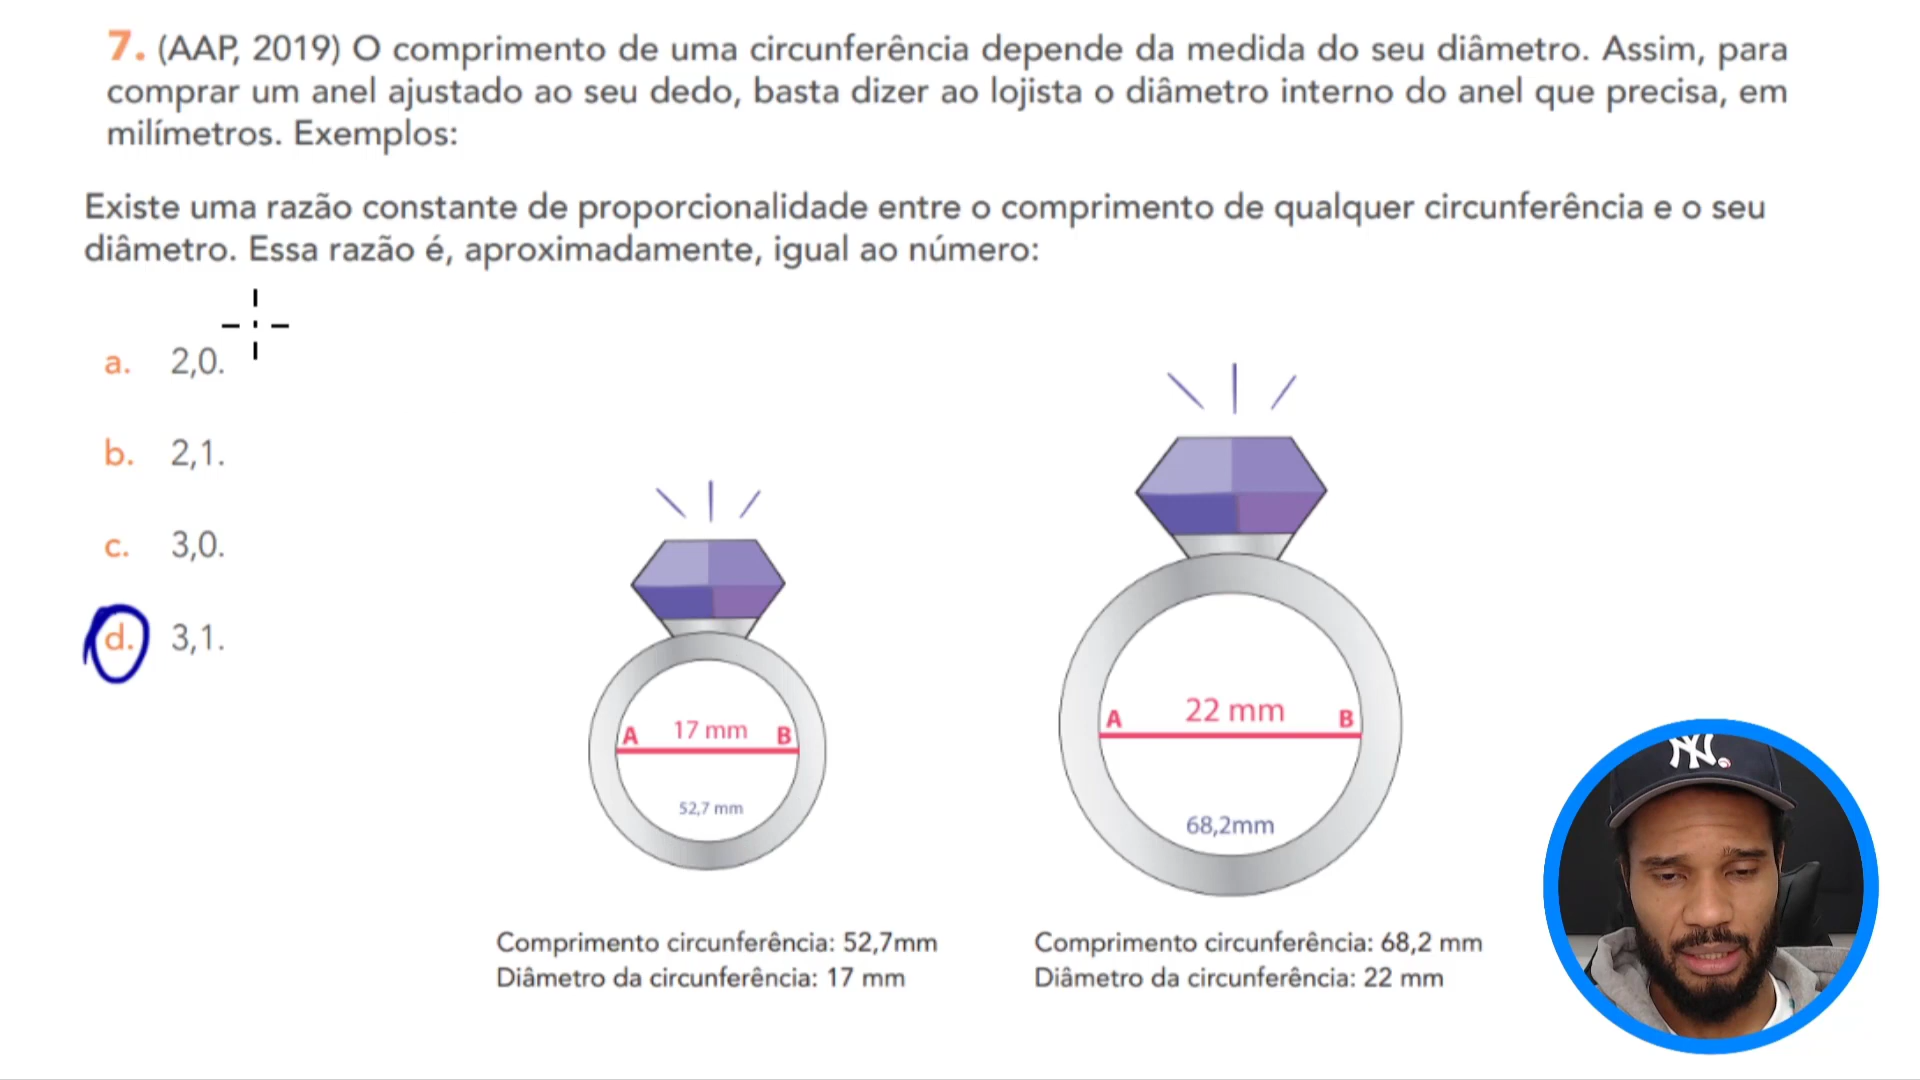 7. (AAP, 2019) O comprimento de uma circunferência depende da medida do seu diâmetro. Assim, para
comprar um anel ajustado ao seu dedo, basta dizer ao lojista o diâmetro interno do anel que precisa, em
milímetros. Exemplos:
Existe uma razão constante de proporcionalidade entre o comprimento de qualquer circunferência e o seu
diâmetro. Essa razão é, aproximadamente, igual ao número:
a. 2,0.
b. 2,1.
c. 3,0.
d. 3,1.
A 17 mm B
52,7 mm
A 22 mm B
68,2mm
Comprimento circunferência: 52,7mm
Diâmetro da circunferência: 17 mm
Comprimento circunferência: 68,2 mm
Diâmetro da circunferência: 22 mm
NY